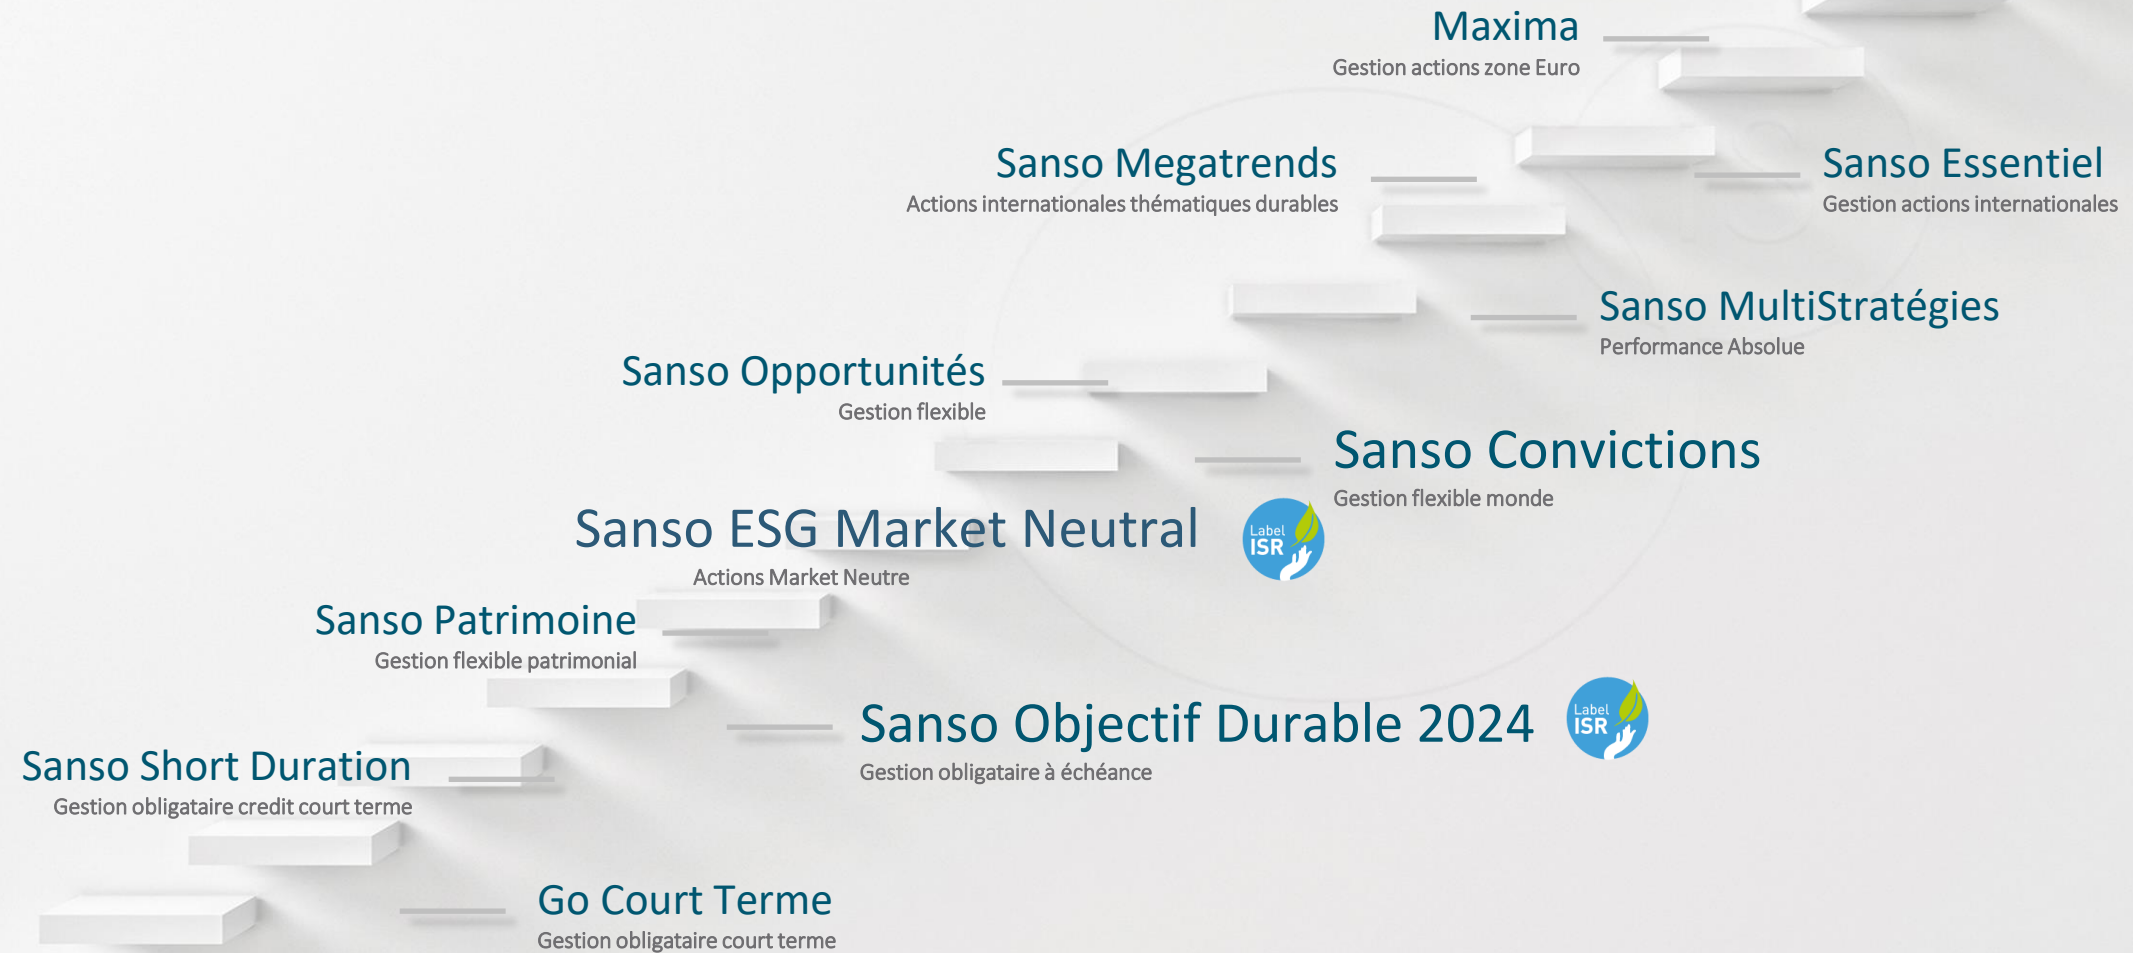 Maxima
Gestion actions zone Euro
Sanso Megatrends
Actions internationales thématiques durables
Sanso Essentiel
Gestion actions internationales
Sanso MultiStratégies
Performance Absolue
Sanso Opportunités
Gestion flexible
Sanso Convictions
Gestion flexible monde
Sanso ESG Market Neutral
Label
ISR
Actions Market Neutre
Sanso Patrimoine
Gestion flexible patrimonial
Sanso Objectif Durable 2024
Label
ISR
Gestion obligataire à échéance
Sanso Short Duration
Gestion obligataire credit court terme
Go Court Terme
Gestion obligataire court terme